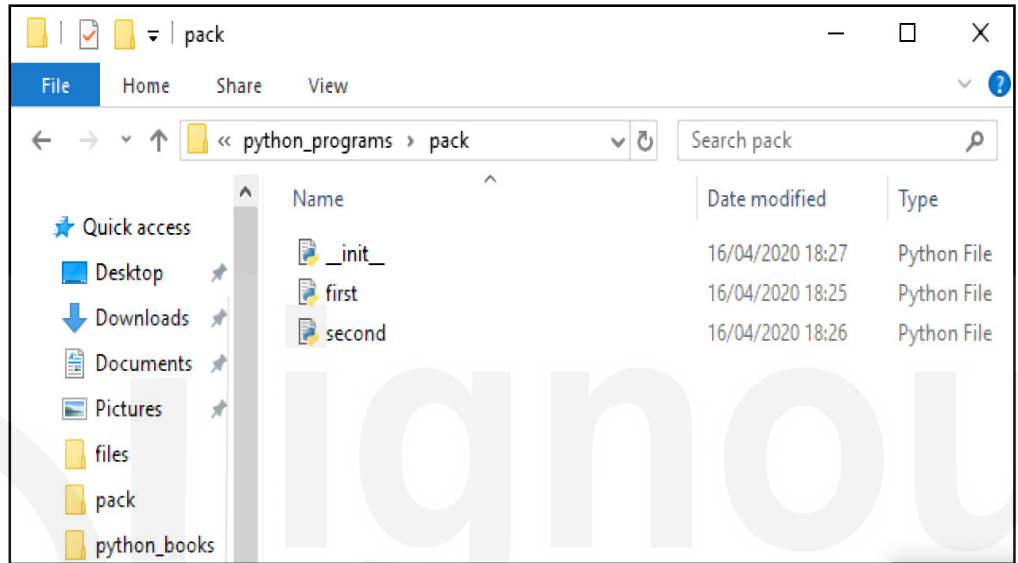 pack
File Home Share View
« python_programs › pack Search pack
Name Date modified Type
Quick access
__init__ 16/04/2020 18:27 Python File
Desktop
first 16/04/2020 18:25 Python File
Downloads
second 16/04/2020 18:26 Python File
Documents
Pictures
files
pack
python_books
ignou